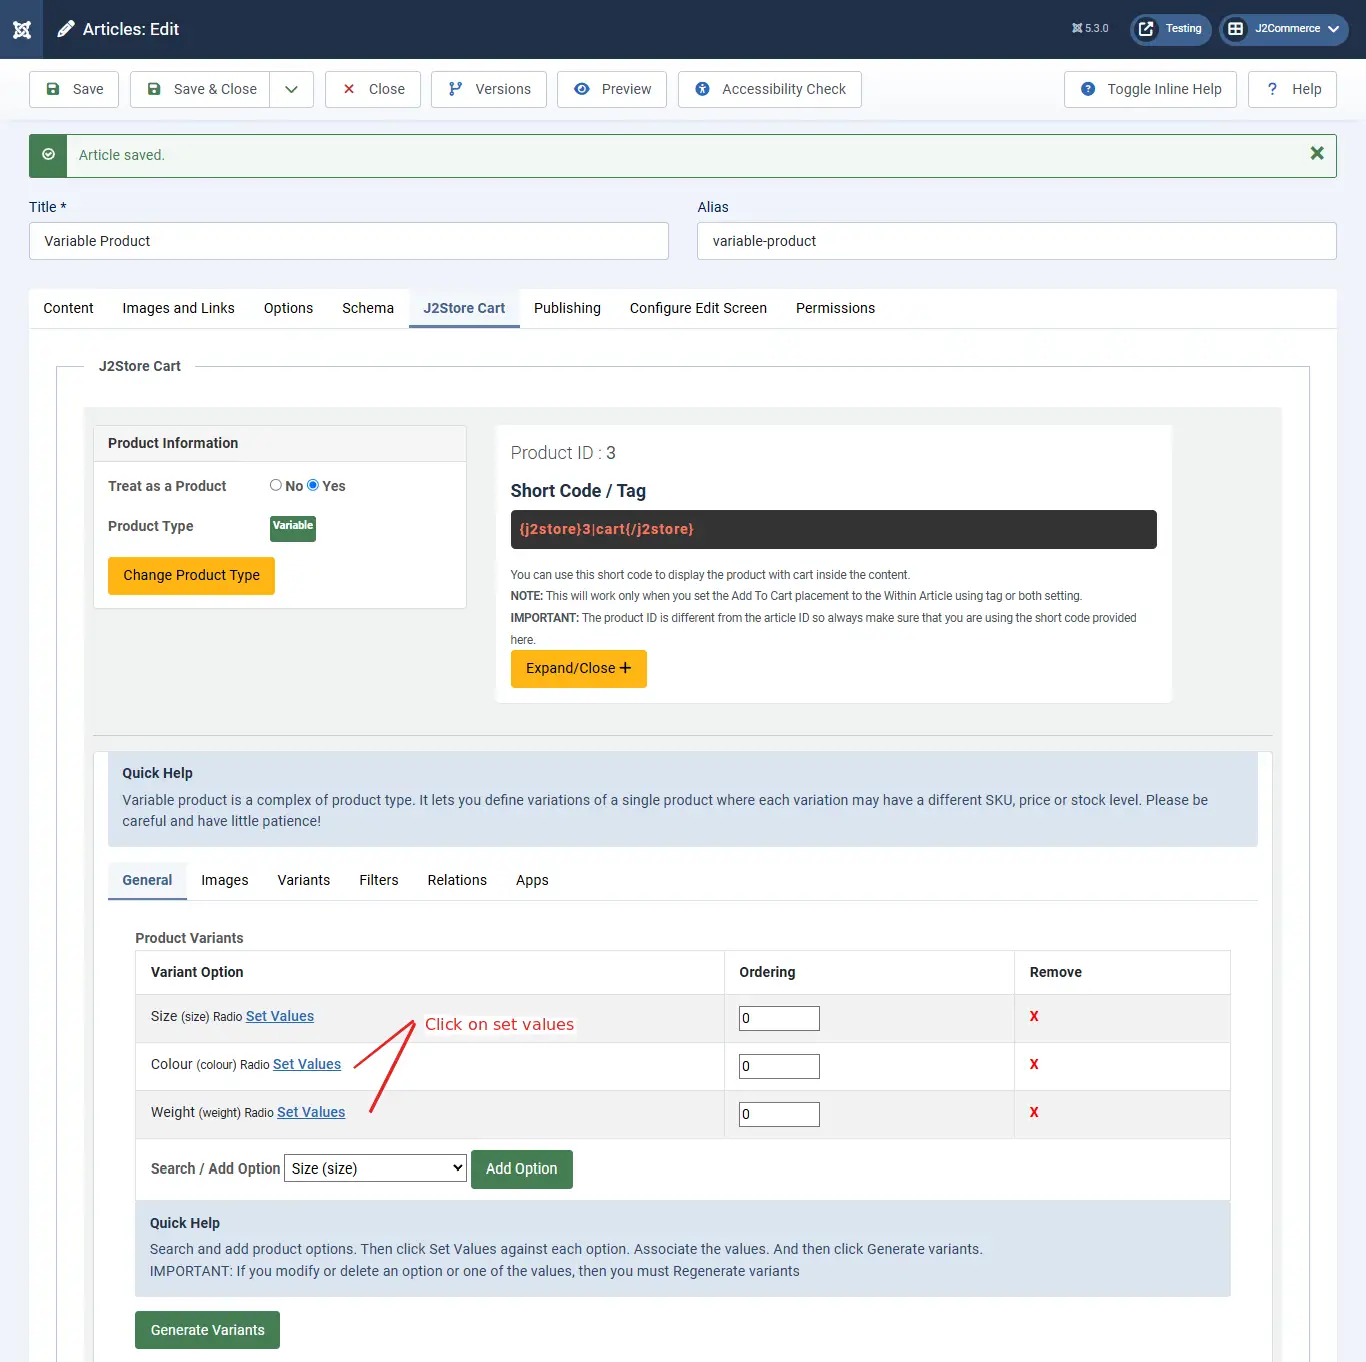 Articles: Edit
5.3.0
Testing
J2Commerce
Save
Save & Close
Close
Versions
Preview
Accessibility Check
Toggle Inline Help
? Help
Article saved.
Title *
Alias
Variable Product
variable-product
Content
Images and Links
Options
Schema
J2Store Cart
Publishing
Configure Edit Screen
Permissions
J2Store Cart
Product Information
Treat as a Product
No
Yes
Product Type
Variable
Change Product Type
Product ID : 3
Short Code / Tag
{j2store}3|cart{/j2store}
You can use this short code to display the product with cart inside the content.
NOTE: This will work only when you set the Add To Cart placement to the Within Article using tag or both setting.
IMPORTANT: The product ID is different from the article ID so always make sure that you are using the short code provided
here.
Expand/Close +
Quick Help
Variable product is a complex of product type. It lets you define variations of a single product where each variation may have a different SKU, price or stock level. Please be
careful and have little patience!
General
Images
Variants
Filters
Relations
Apps
Product Variants
Variant Option
Ordering
Remove
Size (size) Radio Set Values
0
X
Click on set values
Colour (colour) Radio Set Values
0
X
Weight (weight) Radio Set Values
0
X
Search / Add Option
Size (size)
Add Option
Quick Help
Search and add product options. Then click Set Values against each option. Associate the values. And then click Generate variants.
IMPORTANT: If you modify or delete an option or one of the values, then you must Regenerate variants
Generate Variants